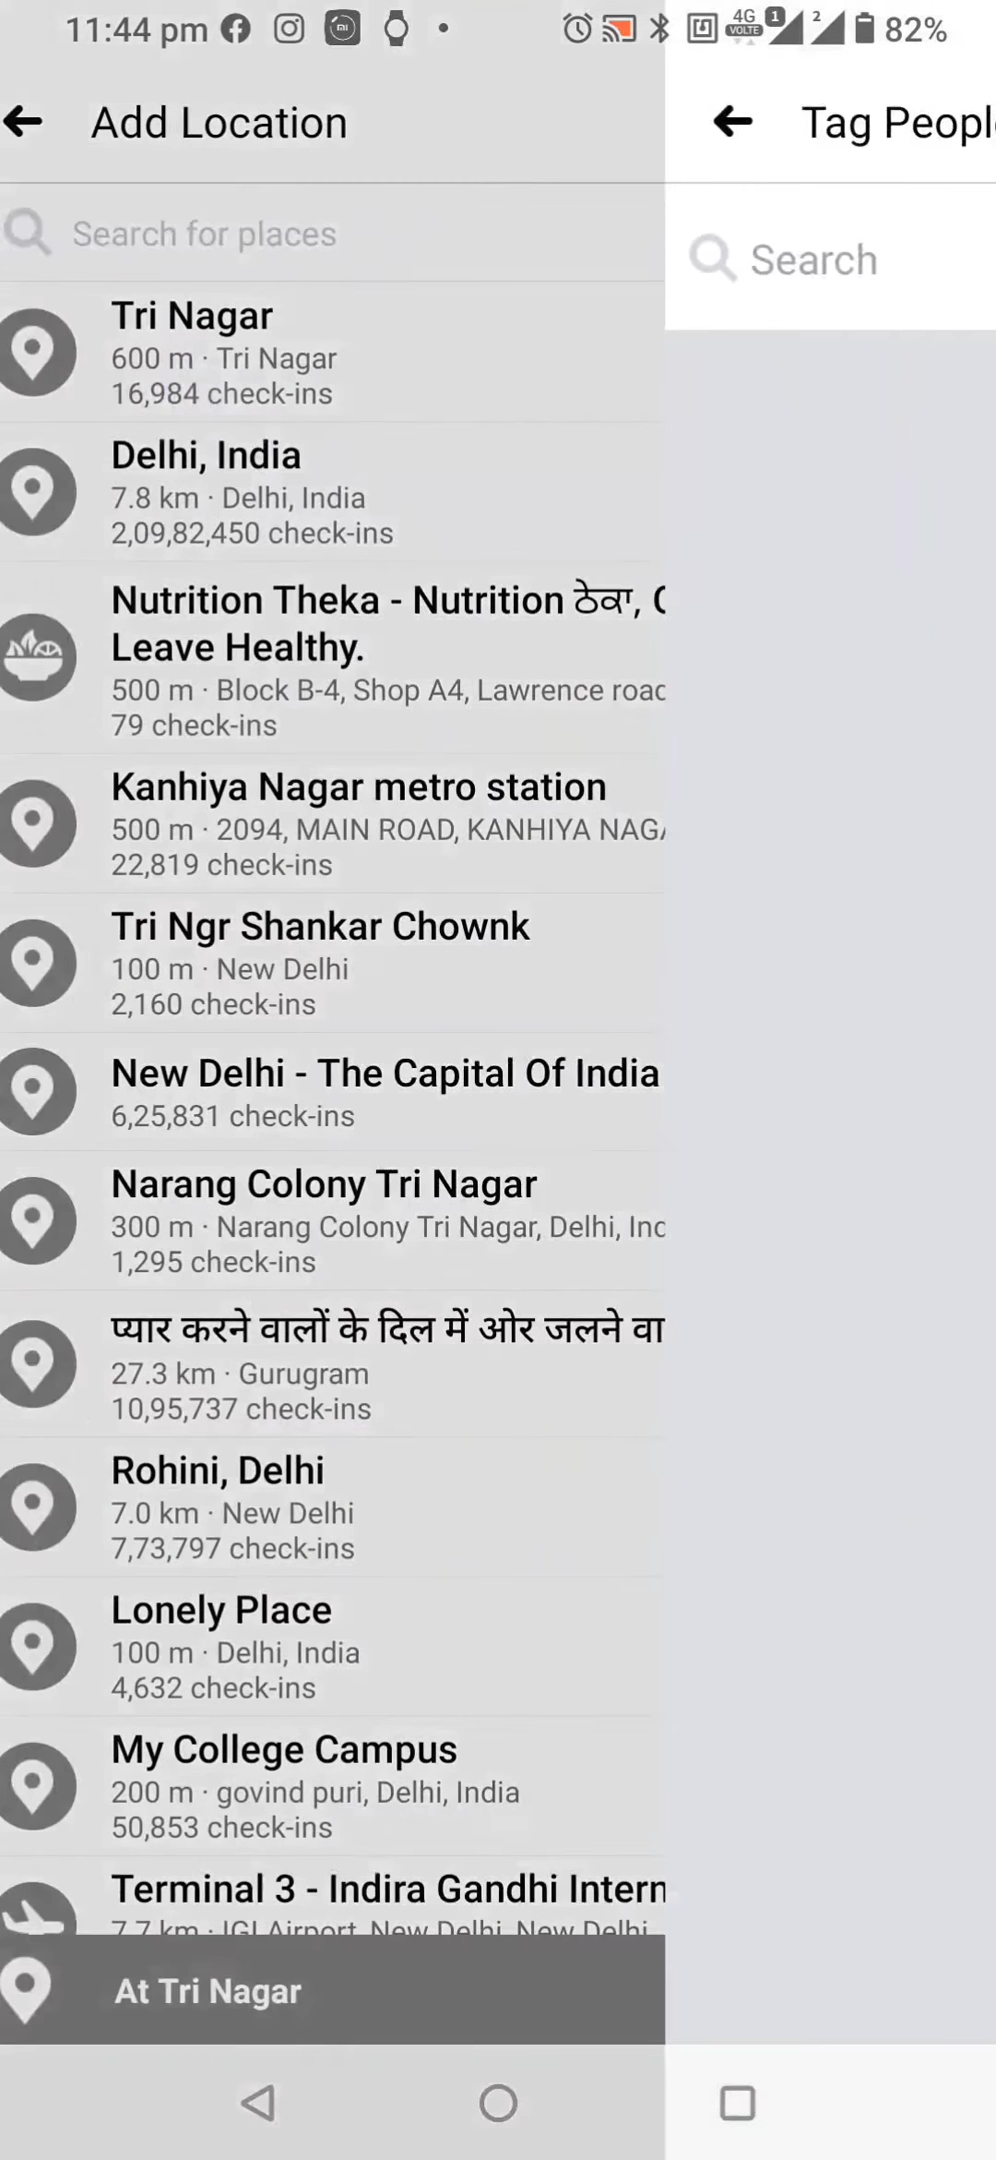 11:44 pm
4G
VOLTE
1
2
82%
Add Location
Tag People
Search for places
Search
Tri Nagar
600 m · Tri Nagar
16,984 check-ins
Delhi, India
7.8 km · Delhi, India
2,09,82,450 check-ins
Nutrition Theka - Nutrition ठेका,
Leave Healthy.
500 m · Block B-4, Shop A4, Lawrence road
79 check-ins
Kanhiya Nagar metro station
500 m · 2094, MAIN ROAD, KANHIYA NAGA
22,819 check-ins
Tri Ngr Shankar Chownk
100 m · New Delhi
2,160 check-ins
New Delhi - The Capital Of India
6,25,831 check-ins
Narang Colony Tri Nagar
300 m · Narang Colony Tri Nagar, Delhi, Ind
1,295 check-ins
प्यार करने वालों के दिल में ओर जलने वा
27.3 km · Gurugram
10,95,737 check-ins
Rohini, Delhi
7.0 km · New Delhi
7,73,797 check-ins
Lonely Place
100 m · Delhi, India
4,632 check-ins
My College Campus
200 m · govind puri, Delhi, India
50,853 check-ins
Terminal 3 - Indira Gandhi Intern
7.7 km · IGI Airport, New Delhi, New Delhi
At Tri Nagar